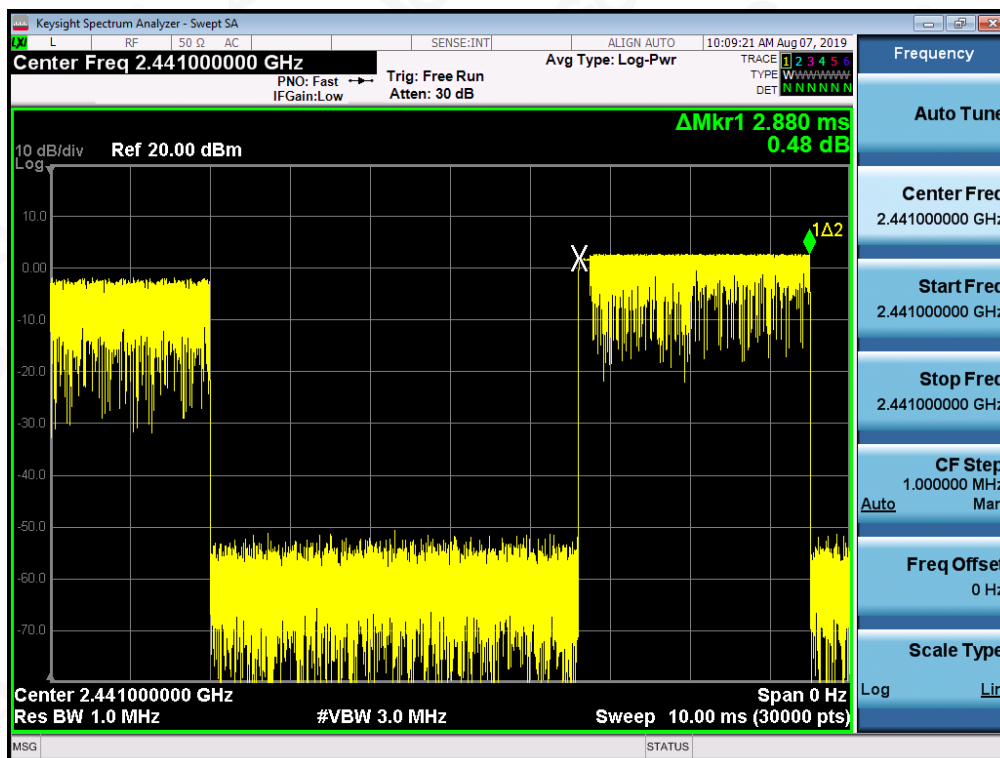 Keysight Spectrum Analyzer - Swept SA
LXI L RF 50 Ω AC SENSE:INT ALIGN AUTO 10:09:21 AM Aug 07, 2019
Center Freq 2.441000000 GHz
PNO: Fast
IFGain:Low
Trig: Free Run
Atten: 30 dB
Avg Type: Log-Pwr
TRACE 1 2 3 4 5 6
TYPE WWWWWW
DET N N N N N N
ΔMkr1 2.880 ms
0.48 dB
10 dB/div Ref 20.00 dBm
Log
10.0
0.00
-10.0
-20.0
-30.0
-40.0
-50.0
-60.0
-70.0
X
1Δ2
Center 2.441000000 GHz Span 0 Hz
Res BW 1.0 MHz #VBW 3.0 MHz Sweep 10.00 ms (30000 pts)
MSG STATUS
Frequency
Auto Tune
Center Freq
2.441000000 GHz
Start Freq
2.441000000 GHz
Stop Freq
2.441000000 GHz
CF Step
1.000000 MHz
Auto Man
Freq Offset
0 Hz
Scale Type
Log Lin